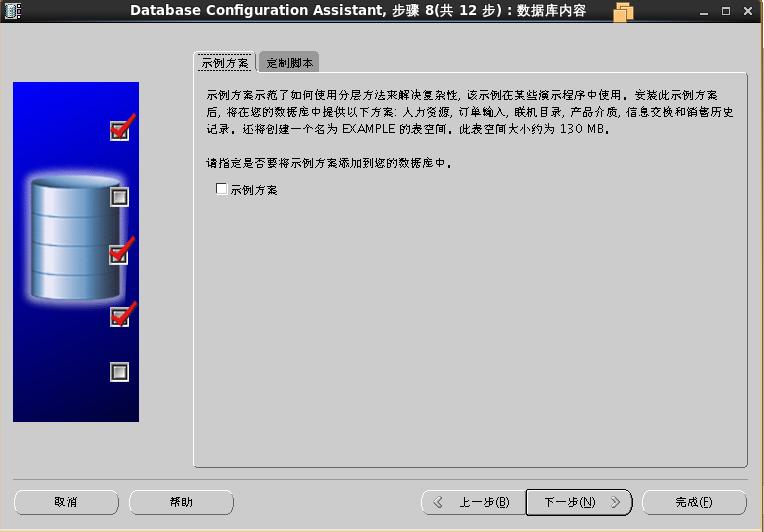 Database Configuration Assistant, 步骤 8(共 12 步) : 数据库内容
示例方案 定制脚本
示例方案示范了如何使用分层方法来解决复杂性, 该示例在某些演示程序中使用。安装此示例方案
后, 将在您的数据库中提供以下方案: 人力资源, 订单输入, 联机目录, 产品介质, 信息交换和销售历史
记录。还将创建一个名为 EXAMPLE 的表空间。此表空间大小约为 130 MB。
请指定是否要将示例方案添加到您的数据库中。
示例方案
取消 帮助 上一步(B) 下一步(N) 完成(F)